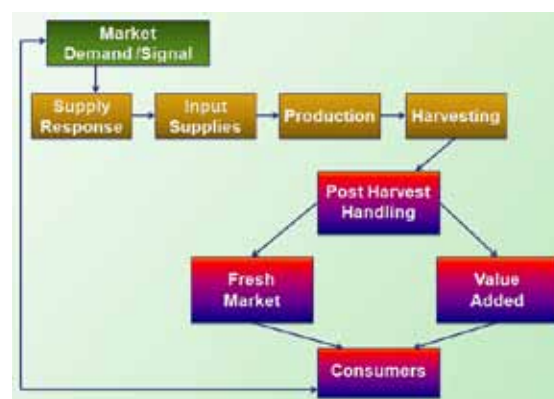 Market
Demand /Signal
Supply
Response
Input
Supplies
Production
Harvesting
Post Harvest
Handling
Fresh
Market
Value
Added
Consumers